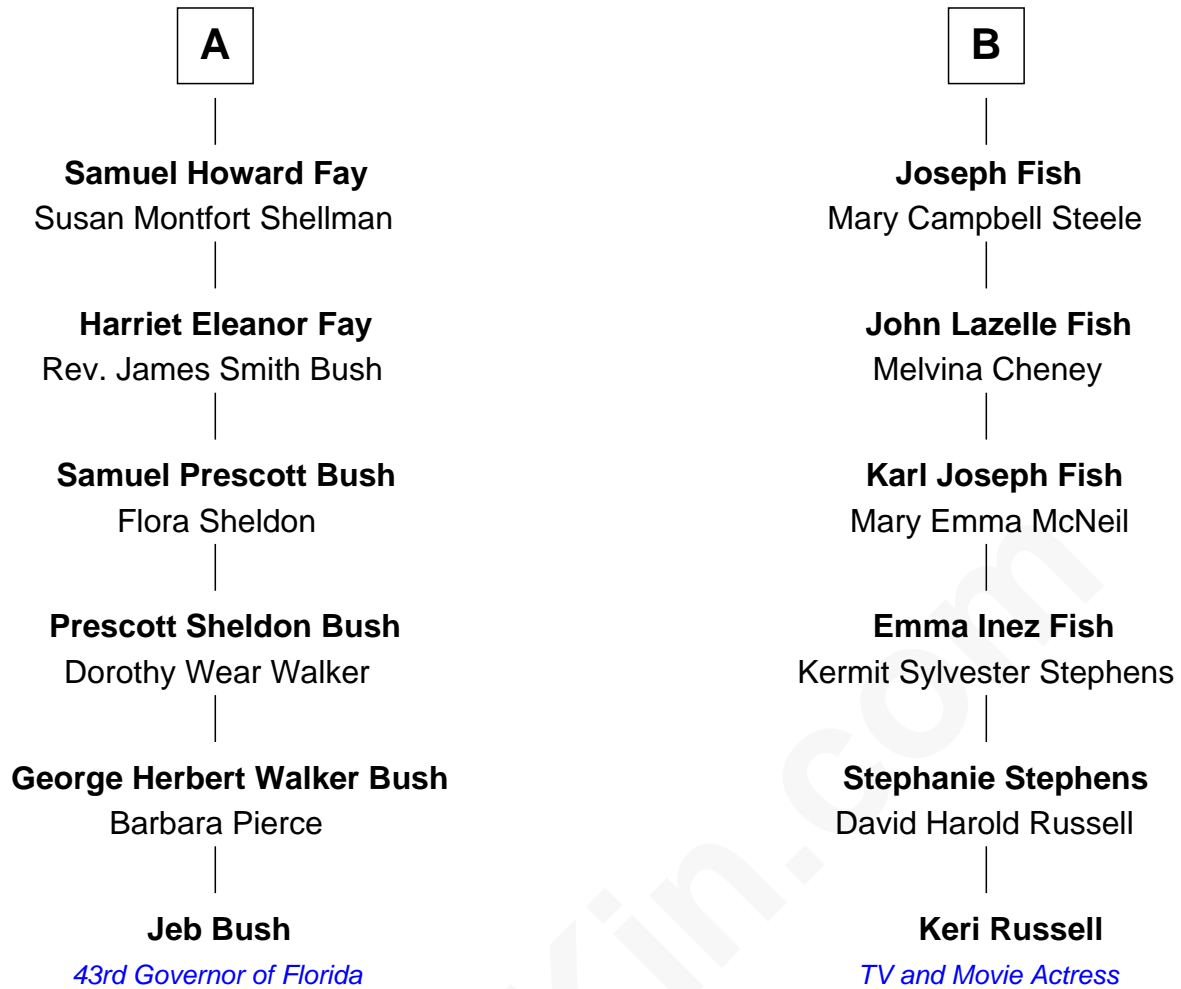 A
Samuel Howard Fay
Susan Montfort Shellman
Harriet Eleanor Fay
Rev. James Smith Bush
Samuel Prescott Bush
Flora Sheldon
Prescott Sheldon Bush
Dorothy Wear Walker
George Herbert Walker Bush
Barbara Pierce
Jeb Bush
43rd Governor of Florida
B
Joseph Fish
Mary Campbell Steele
John Lazelle Fish
Melvina Cheney
Karl Joseph Fish
Mary Emma McNeil
Emma Inez Fish
Kermit Sylvester Stephens
Stephanie Stephens
David Harold Russell
Keri Russell
TV and Movie Actress